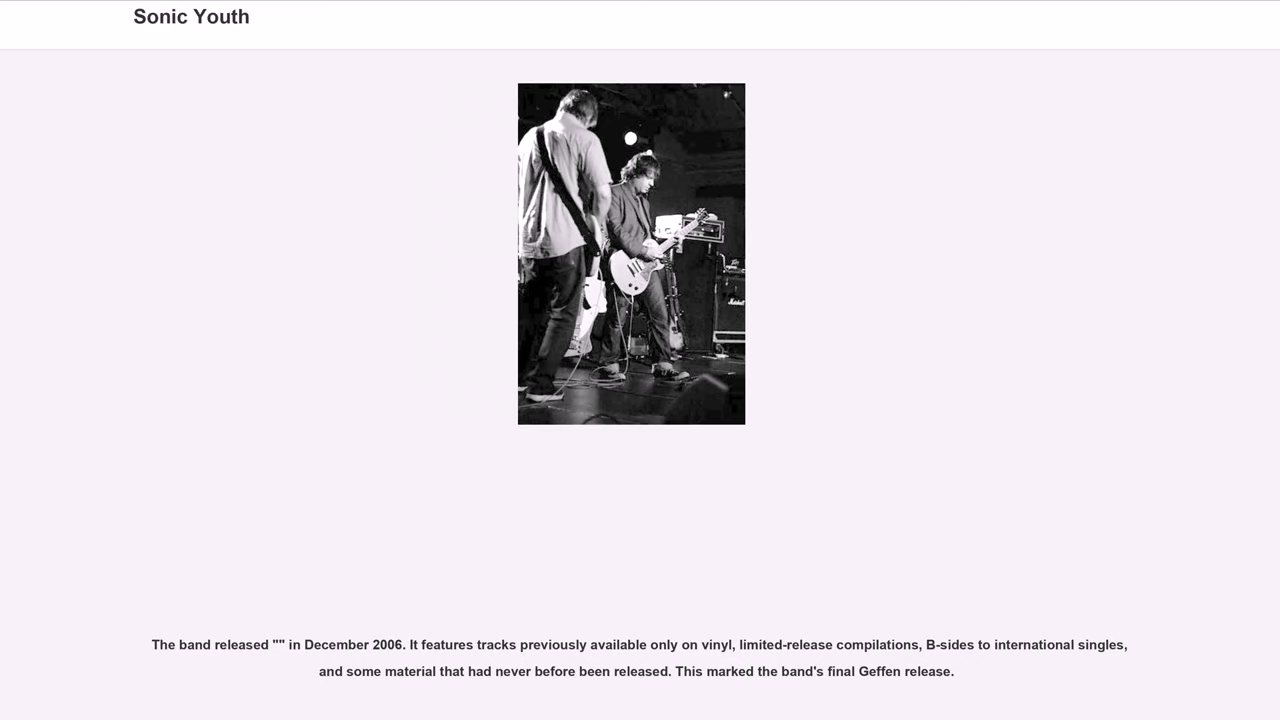 Sonic Youth
The band released "" in December 2006. It features tracks previously available only on vinyl, limited-release compilations, B-sides to international singles,
and some material that had never before been released. This marked the band's final Geffen release.